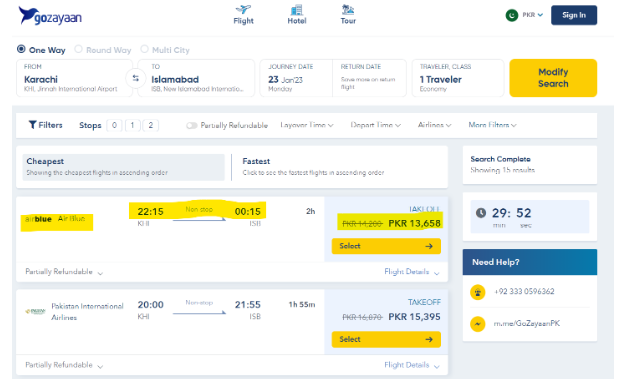 gozayaan
Flight
Hotel
Tour
PKR
Sign In
One Way
Round Way
Multi City
FROM
Karachi
KHI, Jinnah International Airport
TO
Islamabad
ISB, New Islamabad Internatio...
JOURNEY DATE
23 Jan'23
Monday
RETURN DATE
Save more on return flight
TRAVELER, CLASS
1 Traveler
Economy
Modify Search
Filters
Stops 0 1 2
Partially Refundable
Layover Time
Depart Time
Airlines
More Filters
Cheapest
Showing the cheapest flights in ascending order
Fastest
Click to see the fastest flights in ascending order
Search Complete
Showing 15 results
29: 52
min sec
airblue Air Blue
22:15 Non-stop 00:15
KHI ISB
2h
TAKEOFF
PKR 14,200 PKR 13,658
Select
Partially Refundable
Flight Details
Pakistan International Airlines
20:00 Non-stop 21:55
KHI ISB
1h 55m
TAKEOFF
PKR 16,070 PKR 15,395
Select
Partially Refundable
Flight Details
Need Help?
+92 333 0596362
m.me/GoZayaanPK